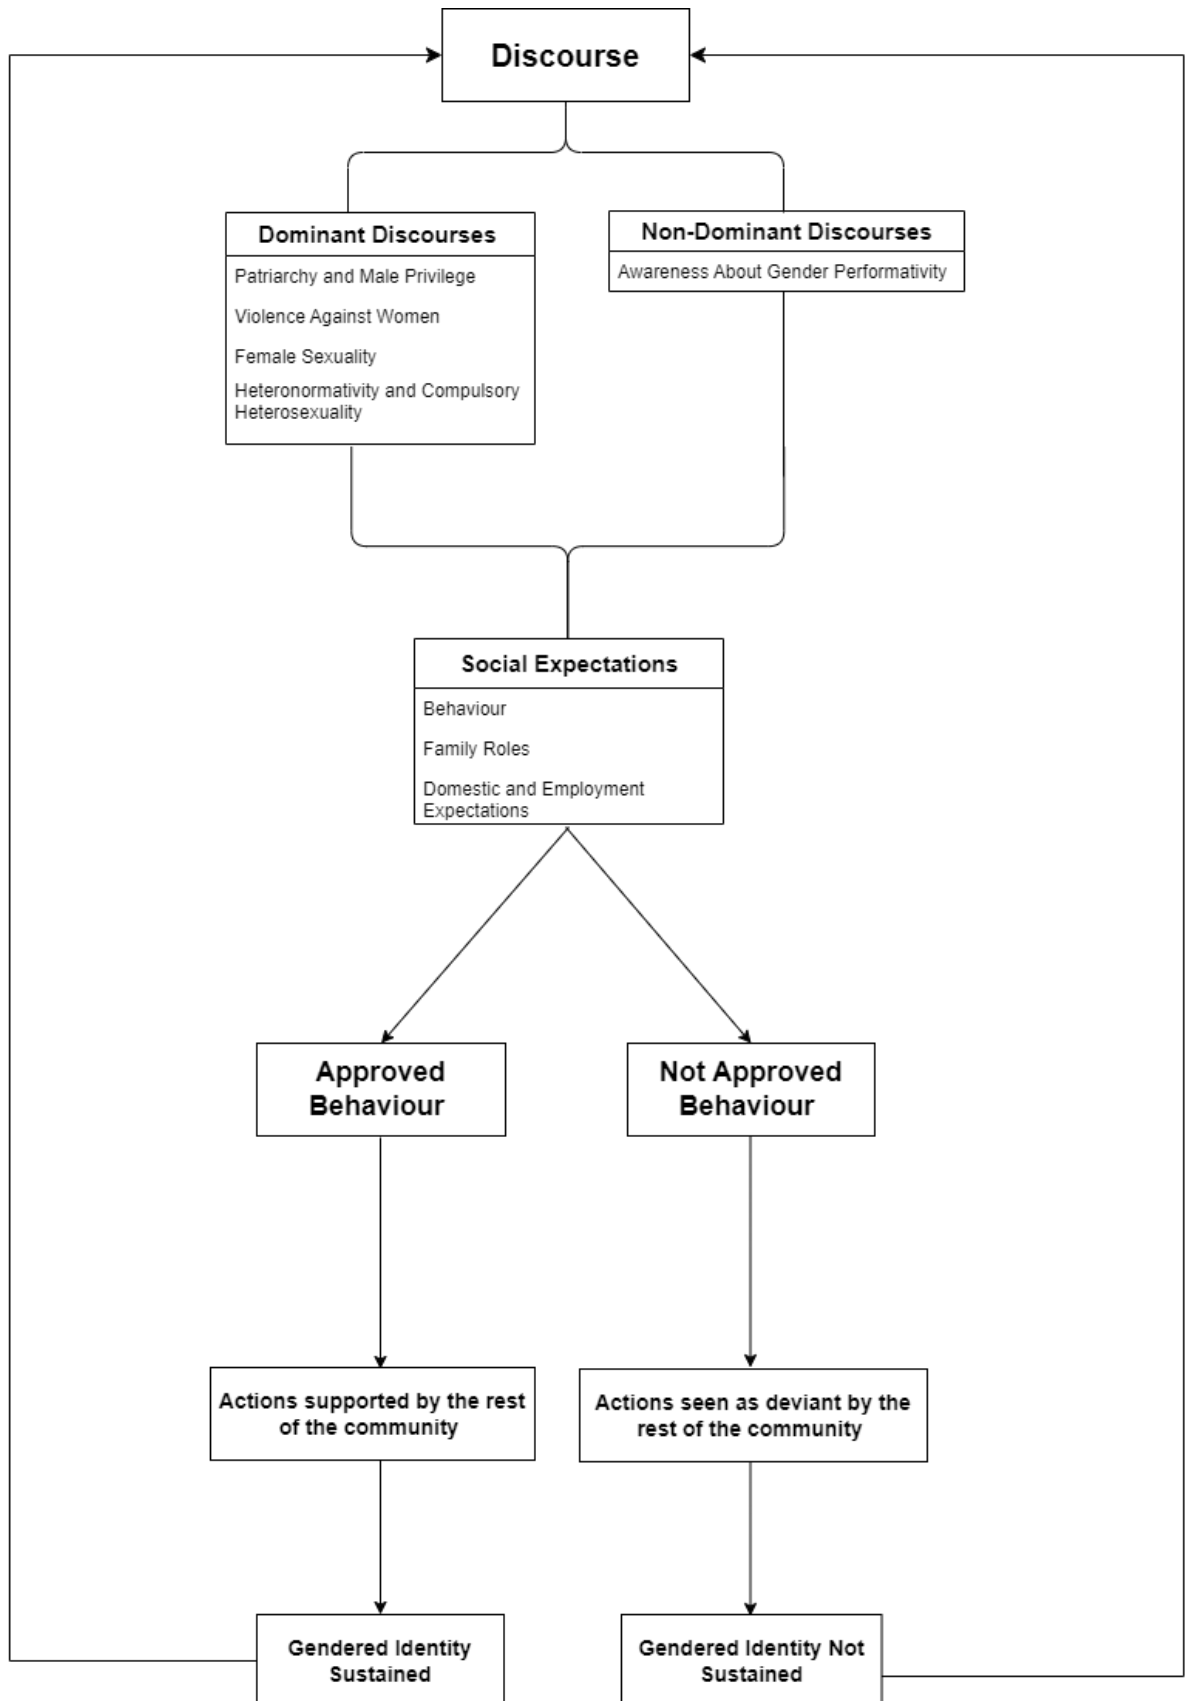 Discourse
Dominant Discourses
Patriarchy and Male Privilege
Violence Against Women
Female Sexuality
Heteronormativity and Compulsory
Heterosexuality
Non-Dominant Discourses
Awareness About Gender Performativity
Social Expectations
Behaviour
Family Roles
Domestic and Employment
Expectations
Approved
Behaviour
Not Approved
Behaviour
Actions supported by the rest
of the community
Actions seen as deviant by the
rest of the community
Gendered Identity
Sustained
Gendered Identity Not
Sustained